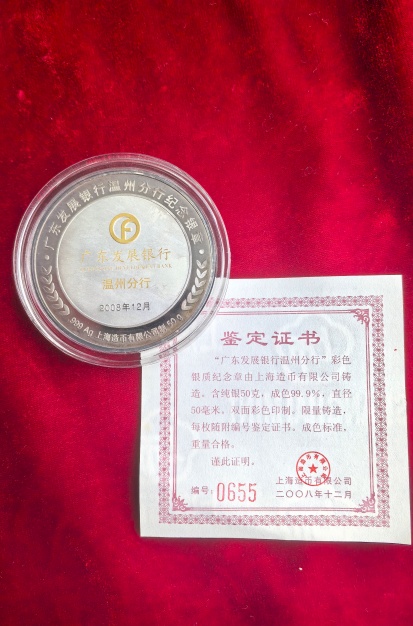 广东发展银行温州分行纪念银章
广东发展银行
温州分行
2008年12月
999 Ag 上海造币有限公司制 50g
鉴定证书
“广东发展银行温州分行”彩色
银质纪念章由上海造币有限公司铸
造。含纯银50克，成色99.9%，直径
50毫米，双面彩色印制。限量铸造，
每枚随附编号鉴定证书。成色标准，
重量合格。
谨此证明。
编号：0655
上海造币有限公司
二〇〇八年十二月